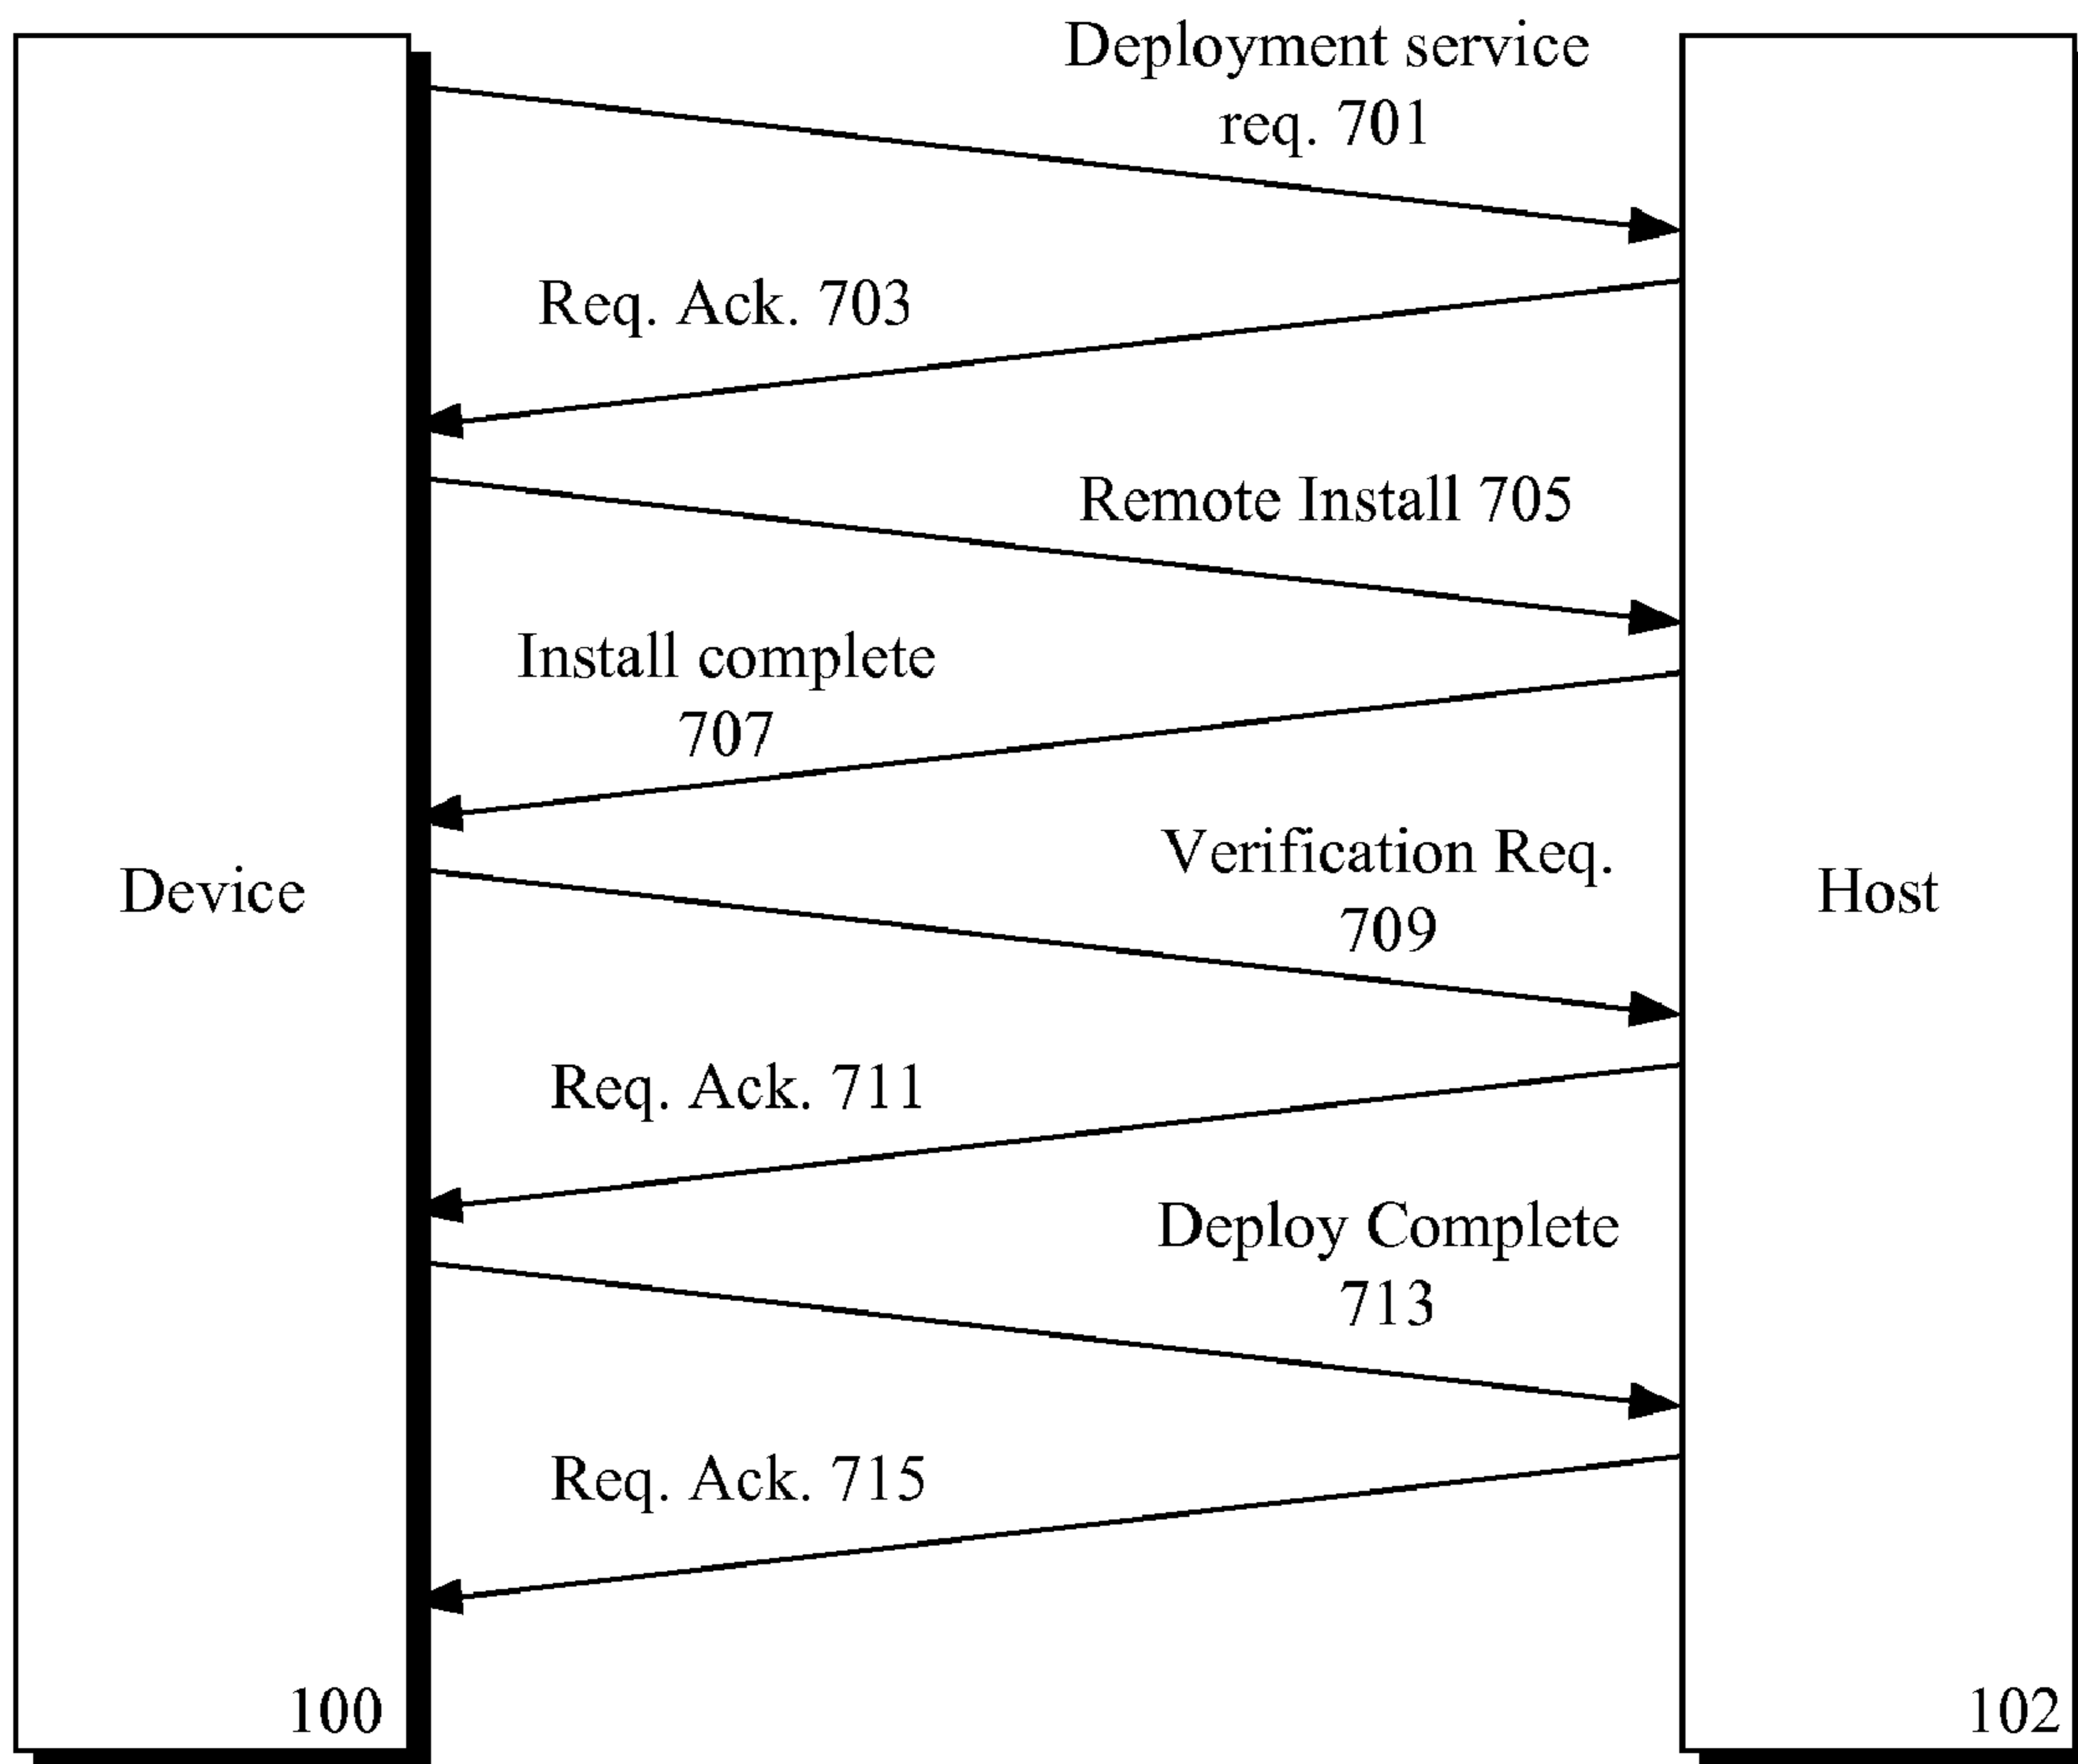 Deployment service
req. 701
Req. Ack. 703
Remote Install 705
Install complete
707
Verification Req.
709
Device
Host
Req. Ack. 711
Deploy Complete
713
Req. Ack. 715
100
102